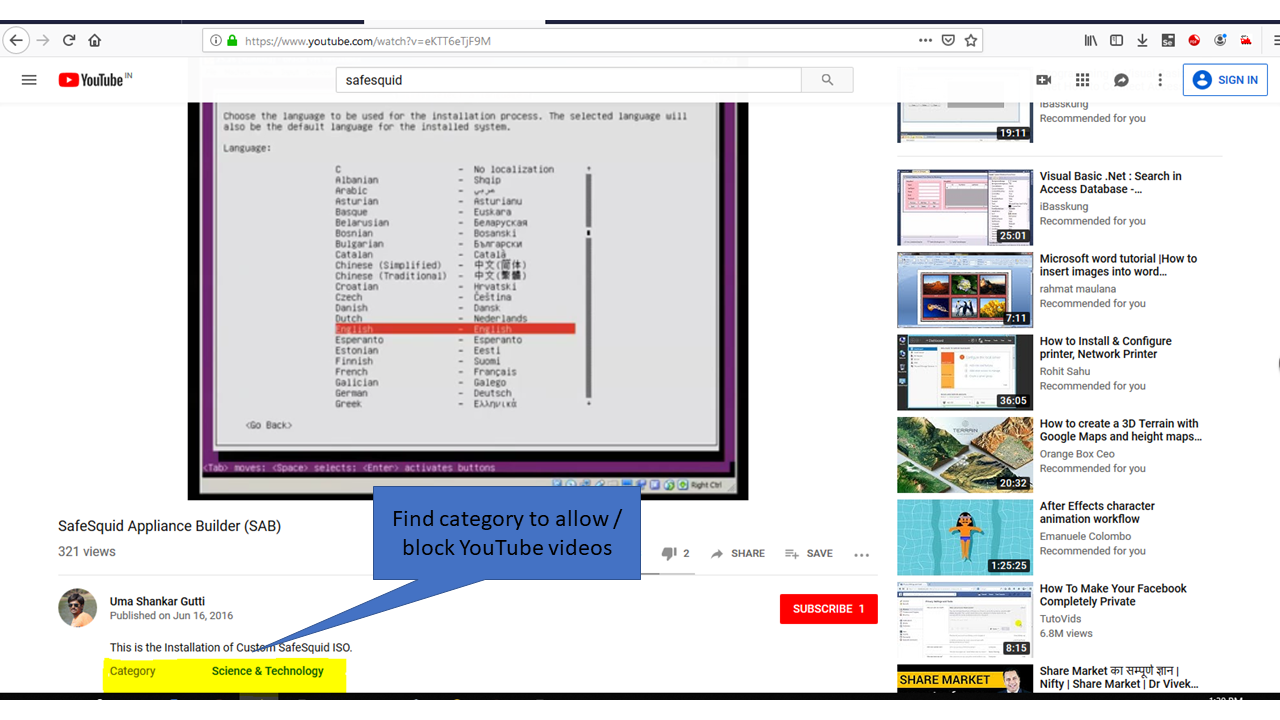 https://www.youtube.com/watch?v=eKTT6eTjF9M
YouTube IN
safesquid
SIGN IN
Choose the language to be used for the installation process. The selected language will
also be the default language for the installed system.
Language:
C - No localization
Albanian - Shqip
Arabic - عربي
Asturian - Asturianu
Basque - Euskara
Belarusian - Беларуская
Bosnian - Bosanski
Bulgarian - Български
Catalan - Català
Chinese (Simplified) - 中文(简体)
Chinese (Traditional) - 中文(繁體)
Croatian - Hrvatski
Czech - Čeština
Danish - Dansk
Dutch - Nederlands
English - English
Esperanto - Esperanto
Estonian - Eesti
Finnish - Suomi
French - Français
Galician - Galego
German - Deutsch
Greek - Ελληνικά
<Go Back>
<Tab> moves; <Space> selects; <Enter> activates buttons
Right Ctrl
Find category to allow /
block YouTube videos
SafeSquid Appliance Builder (SAB)
321 views
2
SHARE
SAVE
Uma Shankar Gutti
Published on Jun 16, 2016
SUBSCRIBE 1
This is the Installation of Custom SafeSquid ISO.
Category Science & Technology
iBasskung
Recommended for you
19:11
Visual Basic .Net : Search in
Access Database -...
iBasskung
Recommended for you
25:01
Microsoft word tutorial |How to
insert images into word...
rahmat maulana
Recommended for you
7:11
How to Install & Configure
printer, Network Printer
Rohit Sahu
Recommended for you
36:05
How to create a 3D Terrain with
Google Maps and height maps...
Orange Box Ceo
Recommended for you
TERRAIN
20:32
After Effects character
animation workflow
Emanuele Colombo
Recommended for you
1:25:25
How To Make Your Facebook
Completely Private
TutoVids
6.8M views
8:15
Share Market का सम्पूर्ण ज्ञान |
Nifty | Share Market | Dr Vivek...
SHARE MARKET